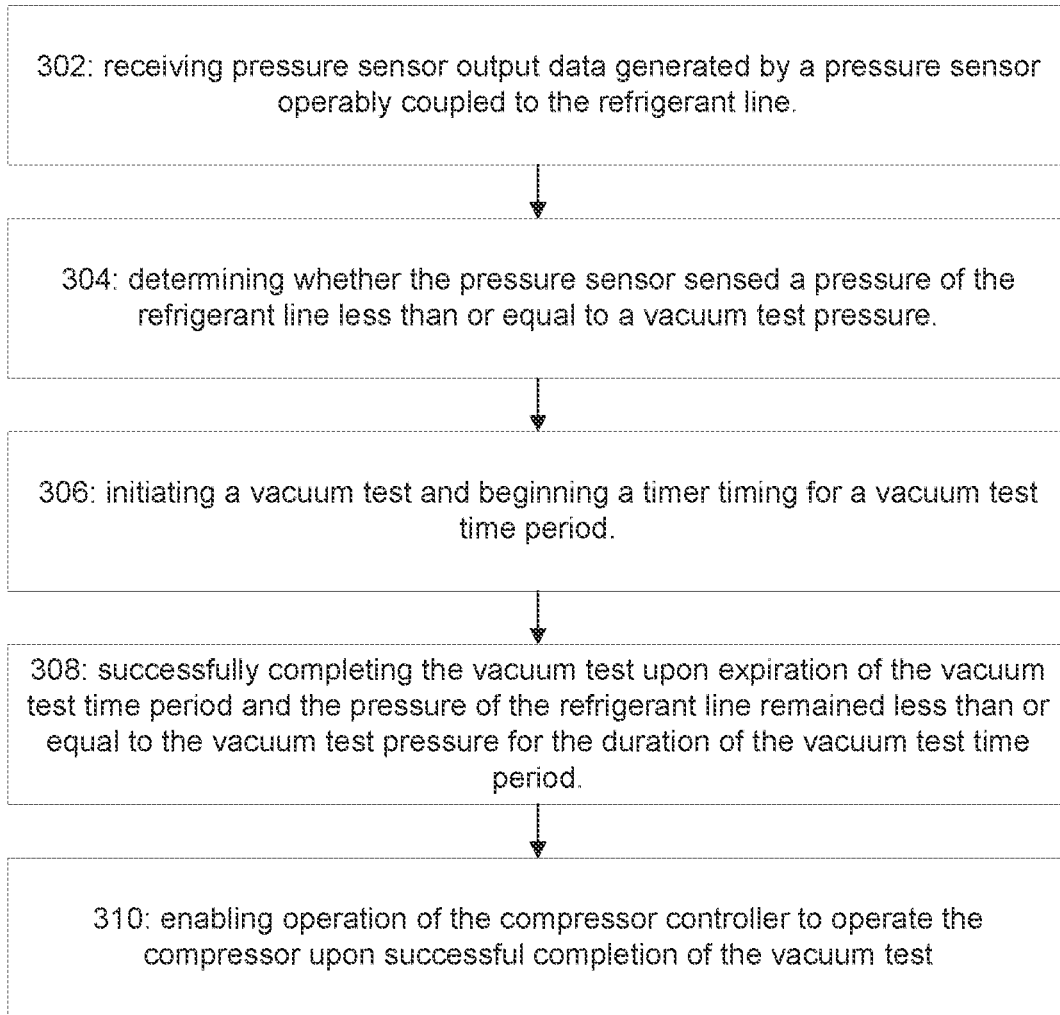 302: receiving pressure sensor output data generated by a pressure sensor
operably coupled to the refrigerant line.
304: determining whether the pressure sensor sensed a pressure of the
refrigerant line less than or equal to a vacuum test pressure.
306: initiating a vacuum test and beginning a timer timing for a vacuum test
time period.
308: successfully completing the vacuum test upon expiration of the vacuum
test time period and the pressure of the refrigerant line remained less than or
equal to the vacuum test pressure for the duration of the vacuum test time
period.
310: enabling operation of the compressor controller to operate the
compressor upon successful completion of the vacuum test